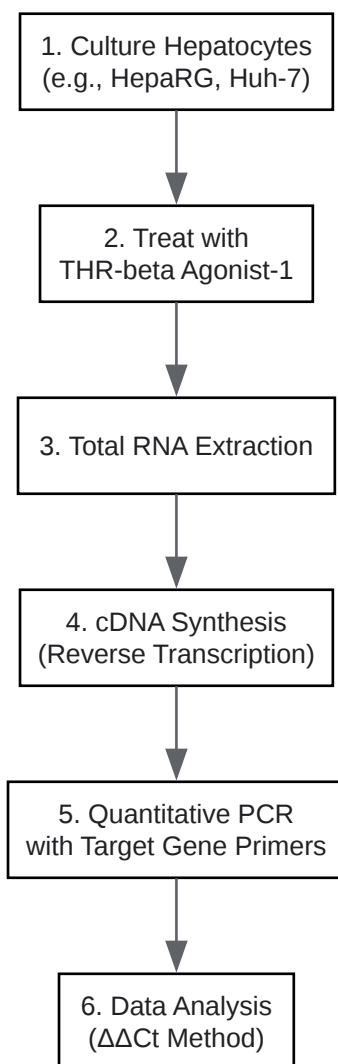 1. Culture Hepatocytes
(e.g., HepaRG, Huh-7)
2. Treat with
THR-beta Agonist-1
3. Total RNA Extraction
4. cDNA Synthesis
(Reverse Transcription)
5. Quantitative PCR
with Target Gene Primers
6. Data Analysis
(ΔΔCt Method)